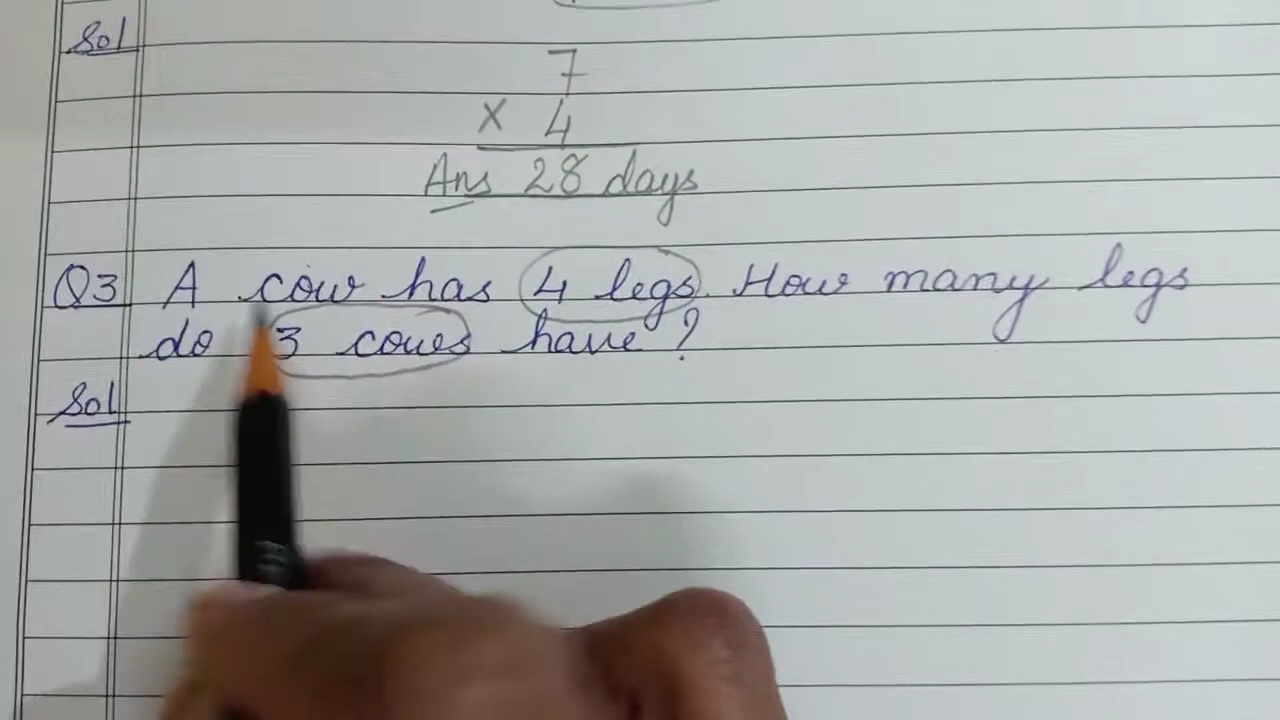 Sol
7
× 4
Ans 28 days
Q3 A cow has 4 legs. How many legs
do 3 cows have ?
Sol